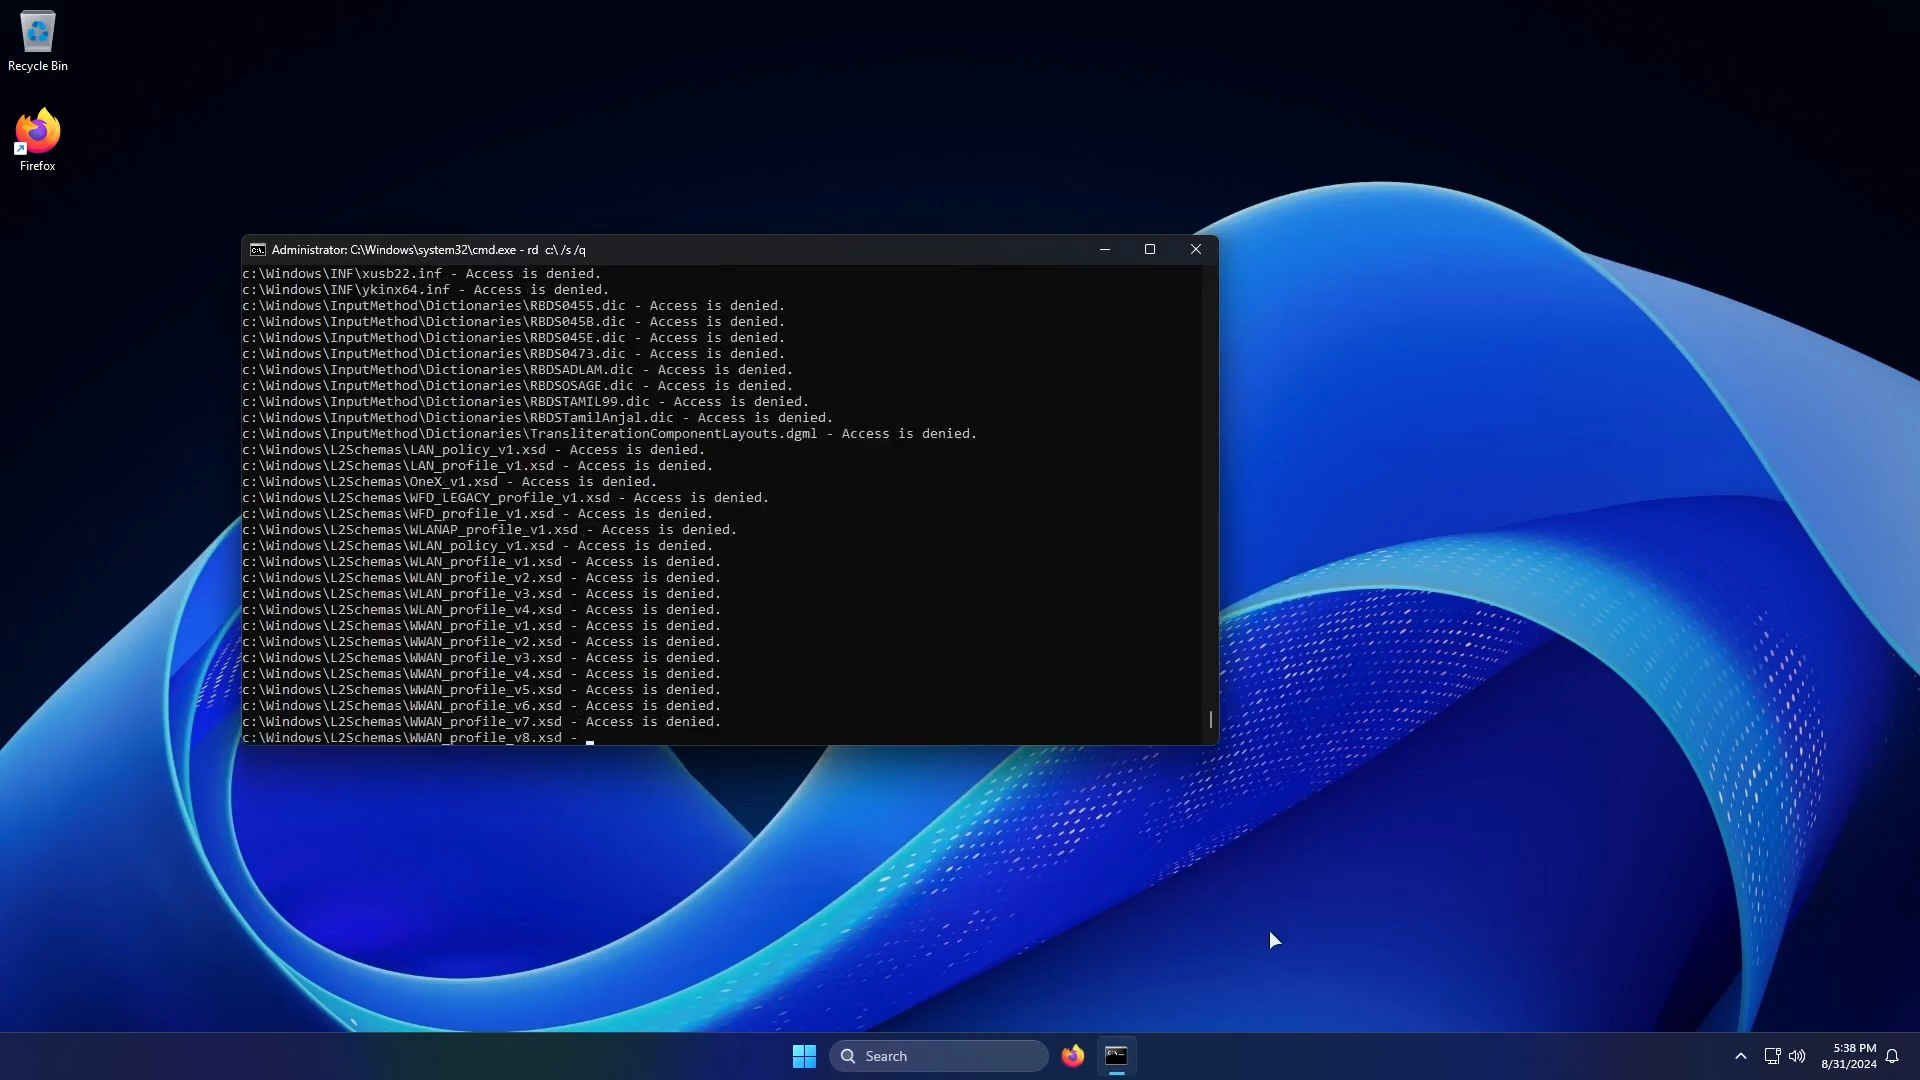 Recycle Bin
Firefox
Administrator: C:\Windows\system32\cmd.exe - rd  c:\ /s /q
c:\Windows\INF\xusb22.inf - Access is denied.
c:\Windows\INF\ykinx64.inf - Access is denied.
c:\Windows\InputMethod\Dictionaries\RBDS0455.dic - Access is denied.
c:\Windows\InputMethod\Dictionaries\RBDS045B.dic - Access is denied.
c:\Windows\InputMethod\Dictionaries\RBDS045E.dic - Access is denied.
c:\Windows\InputMethod\Dictionaries\RBDS0473.dic - Access is denied.
c:\Windows\InputMethod\Dictionaries\RBDSADLAM.dic - Access is denied.
c:\Windows\InputMethod\Dictionaries\RBDSOSAGE.dic - Access is denied.
c:\Windows\InputMethod\Dictionaries\RBDSTAMIL99.dic - Access is denied.
c:\Windows\InputMethod\Dictionaries\RBDSTamilAnjal.dic - Access is denied.
c:\Windows\InputMethod\Dictionaries\TransliterationComponentLayouts.dgml - Access is denied.
c:\Windows\L2Schemas\LAN_policy_v1.xsd - Access is denied.
c:\Windows\L2Schemas\LAN_profile_v1.xsd - Access is denied.
c:\Windows\L2Schemas\OneX_v1.xsd - Access is denied.
c:\Windows\L2Schemas\WFD_LEGACY_profile_v1.xsd - Access is denied.
c:\Windows\L2Schemas\WFD_profile_v1.xsd - Access is denied.
c:\Windows\L2Schemas\WLANAP_profile_v1.xsd - Access is denied.
c:\Windows\L2Schemas\WLAN_policy_v1.xsd - Access is denied.
c:\Windows\L2Schemas\WLAN_profile_v1.xsd - Access is denied.
c:\Windows\L2Schemas\WLAN_profile_v2.xsd - Access is denied.
c:\Windows\L2Schemas\WLAN_profile_v3.xsd - Access is denied.
c:\Windows\L2Schemas\WLAN_profile_v4.xsd - Access is denied.
c:\Windows\L2Schemas\WWAN_profile_v1.xsd - Access is denied.
c:\Windows\L2Schemas\WWAN_profile_v2.xsd - Access is denied.
c:\Windows\L2Schemas\WWAN_profile_v3.xsd - Access is denied.
c:\Windows\L2Schemas\WWAN_profile_v4.xsd - Access is denied.
c:\Windows\L2Schemas\WWAN_profile_v5.xsd - Access is denied.
c:\Windows\L2Schemas\WWAN_profile_v6.xsd - Access is denied.
c:\Windows\L2Schemas\WWAN_profile_v7.xsd - Access is denied.
c:\Windows\L2Schemas\WWAN_profile_v8.xsd -
Search
5:38 PM
8/31/2024